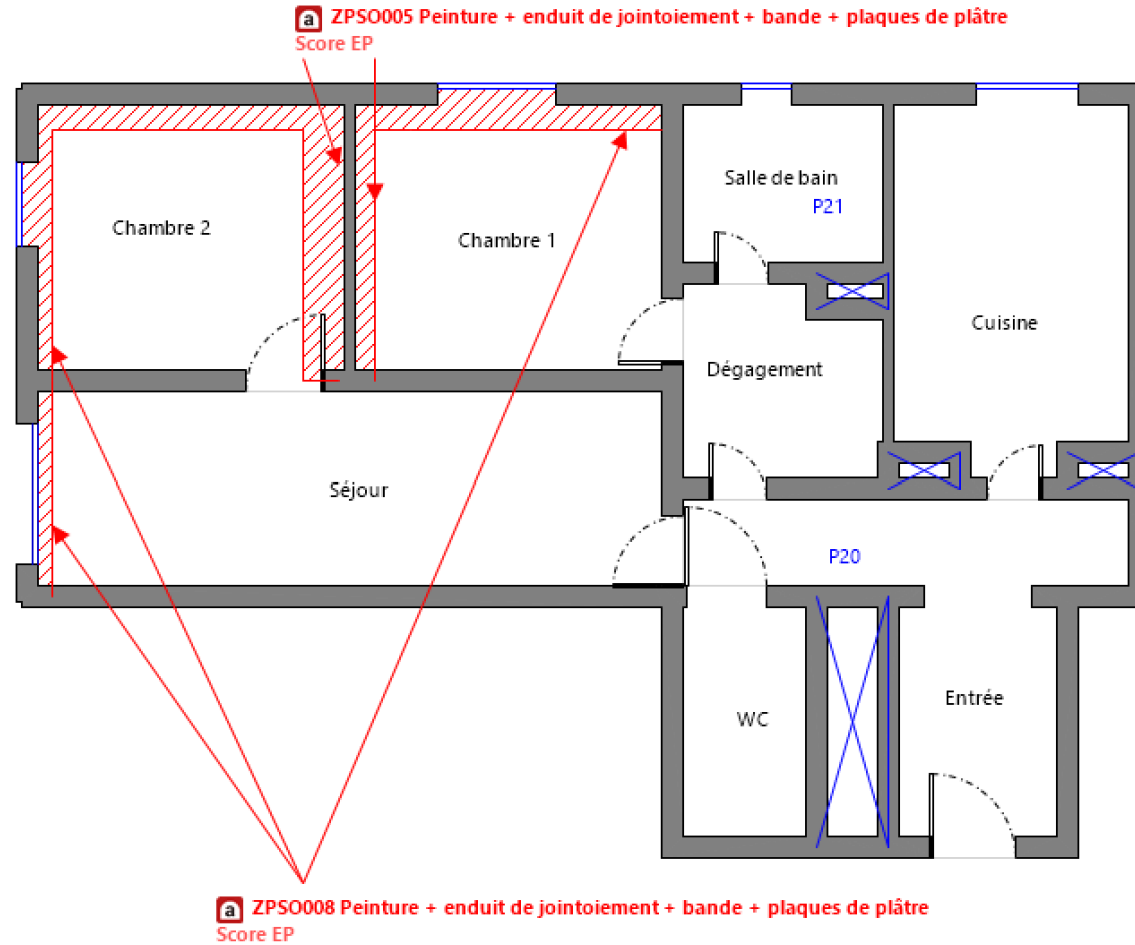 a ZPSO005 Peinture + enduit de jointoiement + bande + plaques de plâtre
Score EP
Salle de bain
P21
Chambre 2
Chambre 1
Cuisine
Dégagement
Séjour
P20
Entrée
WC
a ZPSO008 Peinture + enduit de jointoiement + bande + plaques de plâtre
Score EP